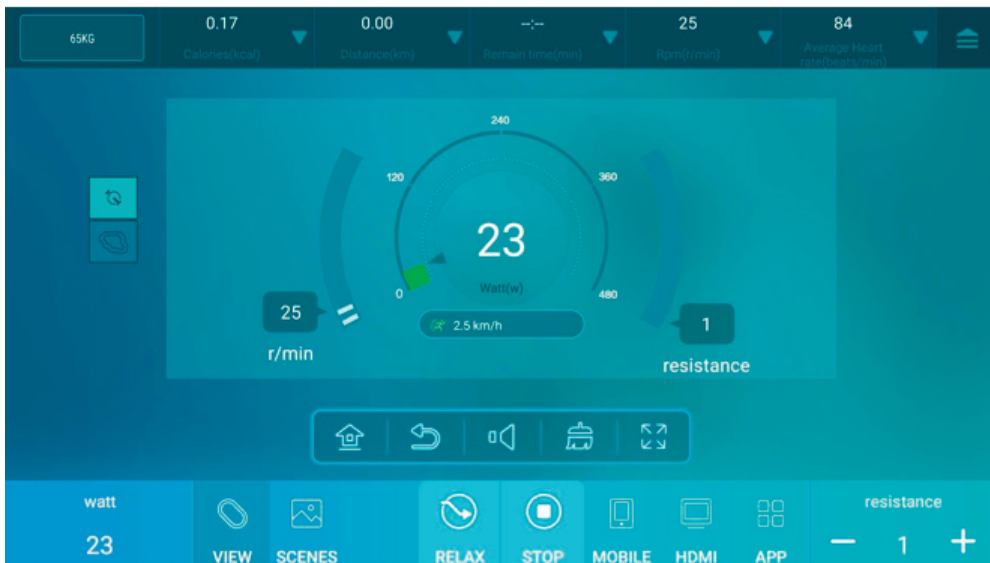 65KG
0.17
Calories(kcal)
0.00
Distance(km)
--:--
Remain time(min)
25
Rpm(r/min)
84
Average Heart
rate(beats/min)
240
120
360
23
Watt(w)
0
480
2.5 km/h
25
r/min
1
resistance
watt
23
VIEW
SCENES
RELAX
STOP
MOBILE
HDMI
APP
resistance
— 1 +